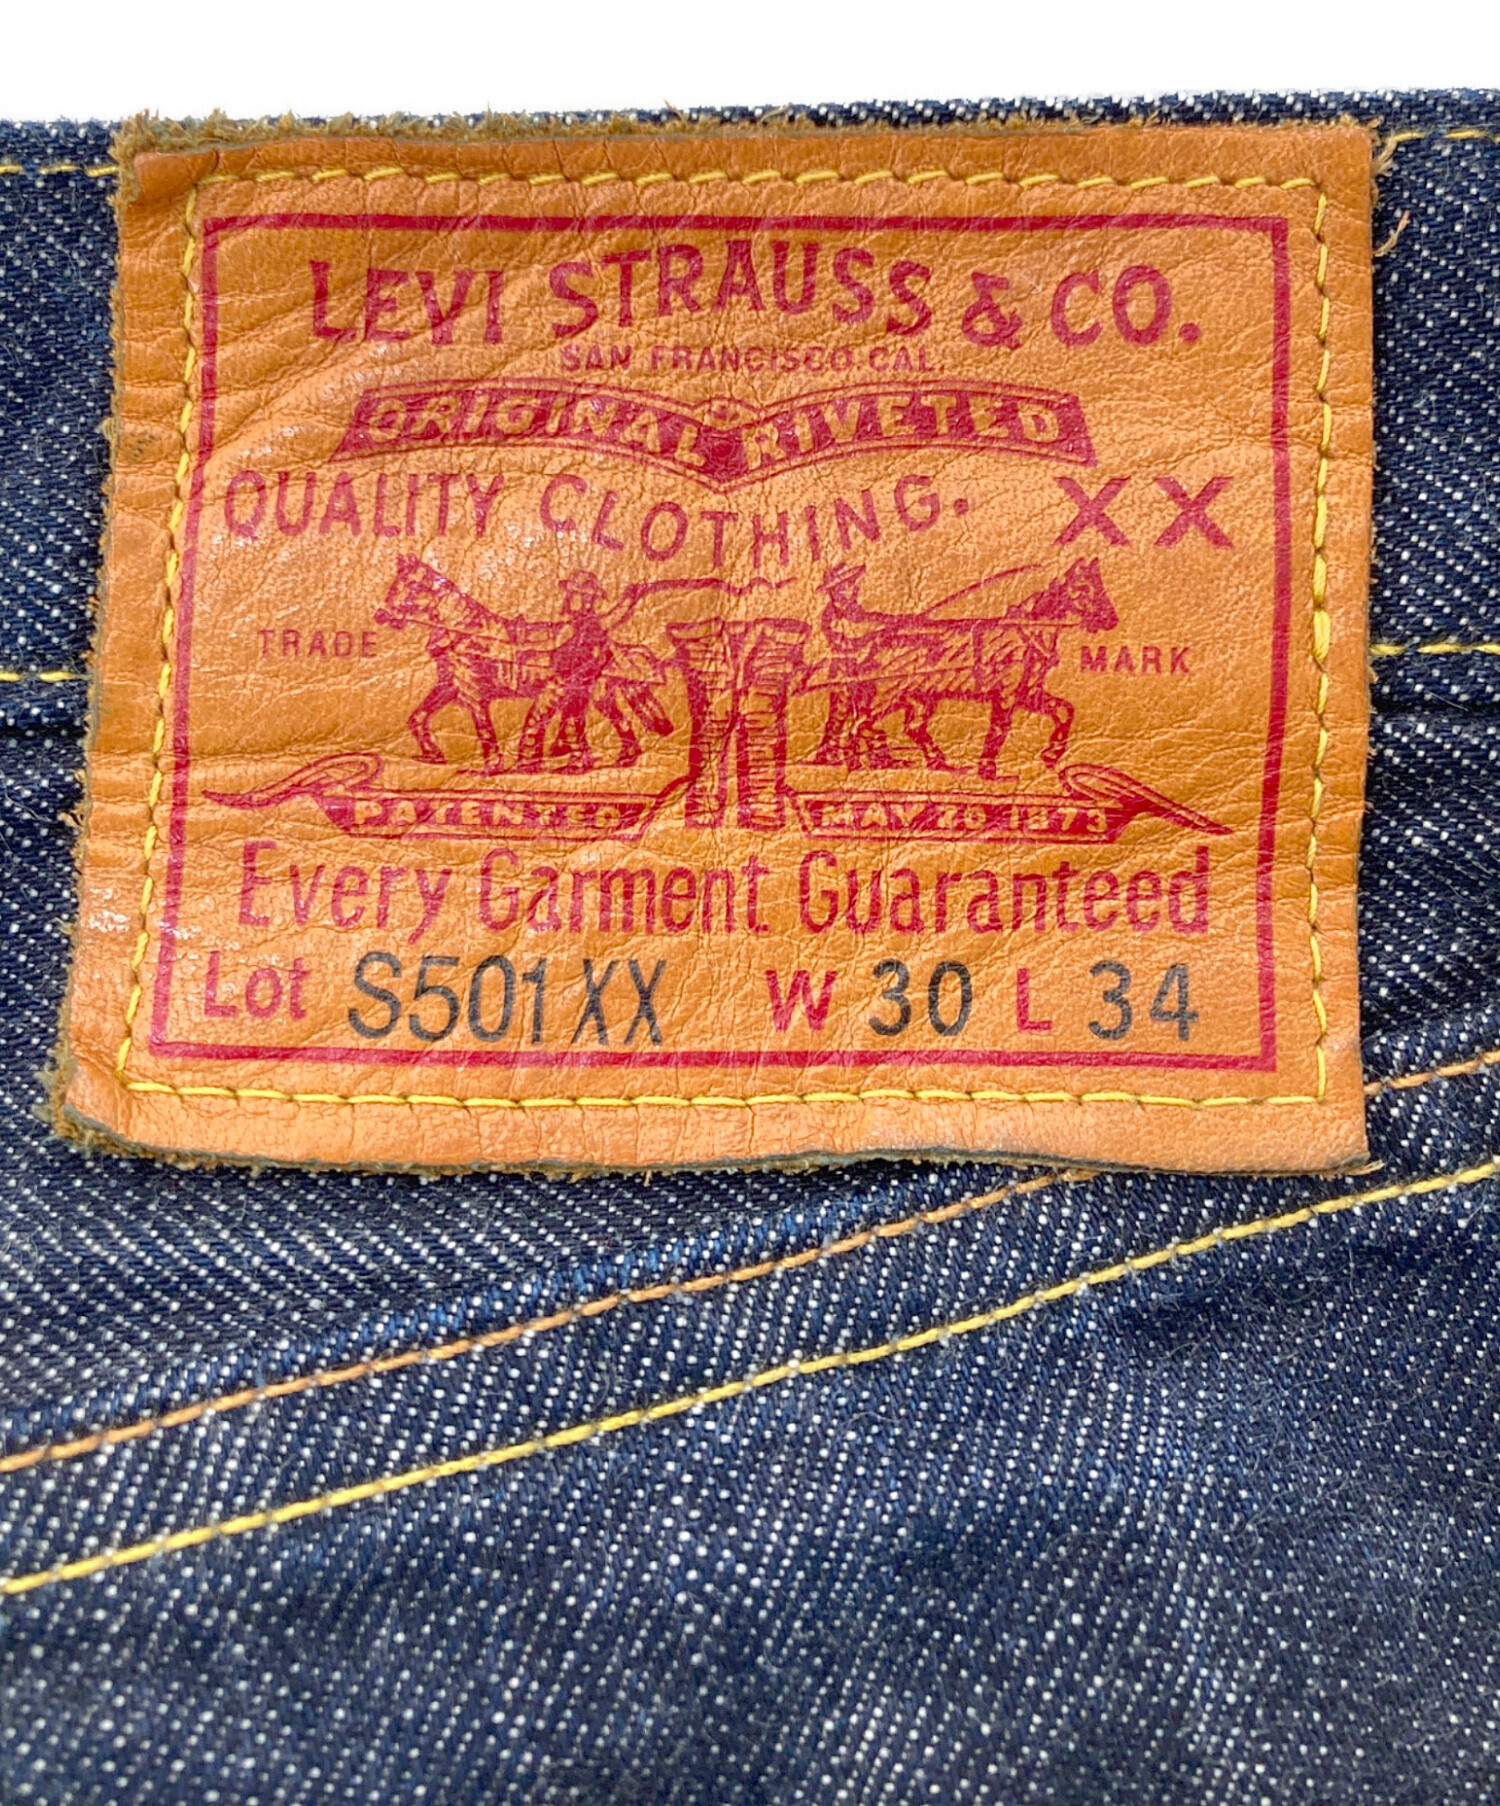 LEVI STRAUSS & CO.
SAN FRANCISCO.CAL.
ORIGINAL RIVETED
QUALITY CLOTHING. XX
TRADE MARK
PATENTED MAY 20 1873
Every Garment Guaranteed
Lot S501XX W 30 L 34